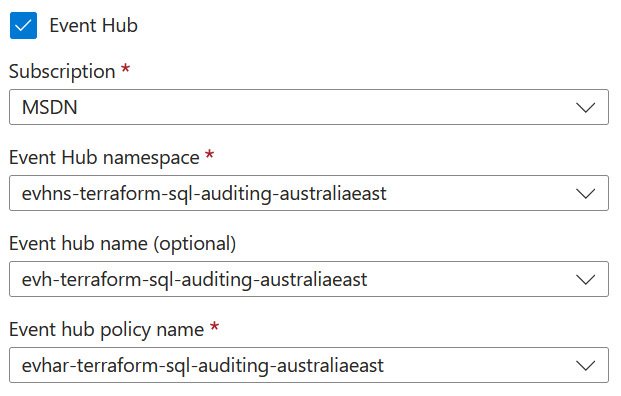 Event Hub
Subscription *
MSDN
Event Hub namespace *
evhns-terraform-sql-auditing-australiaeast
Event hub name (optional)
evh-terraform-sql-auditing-australiaeast
Event hub policy name *
evhar-terraform-sql-auditing-australiaeast